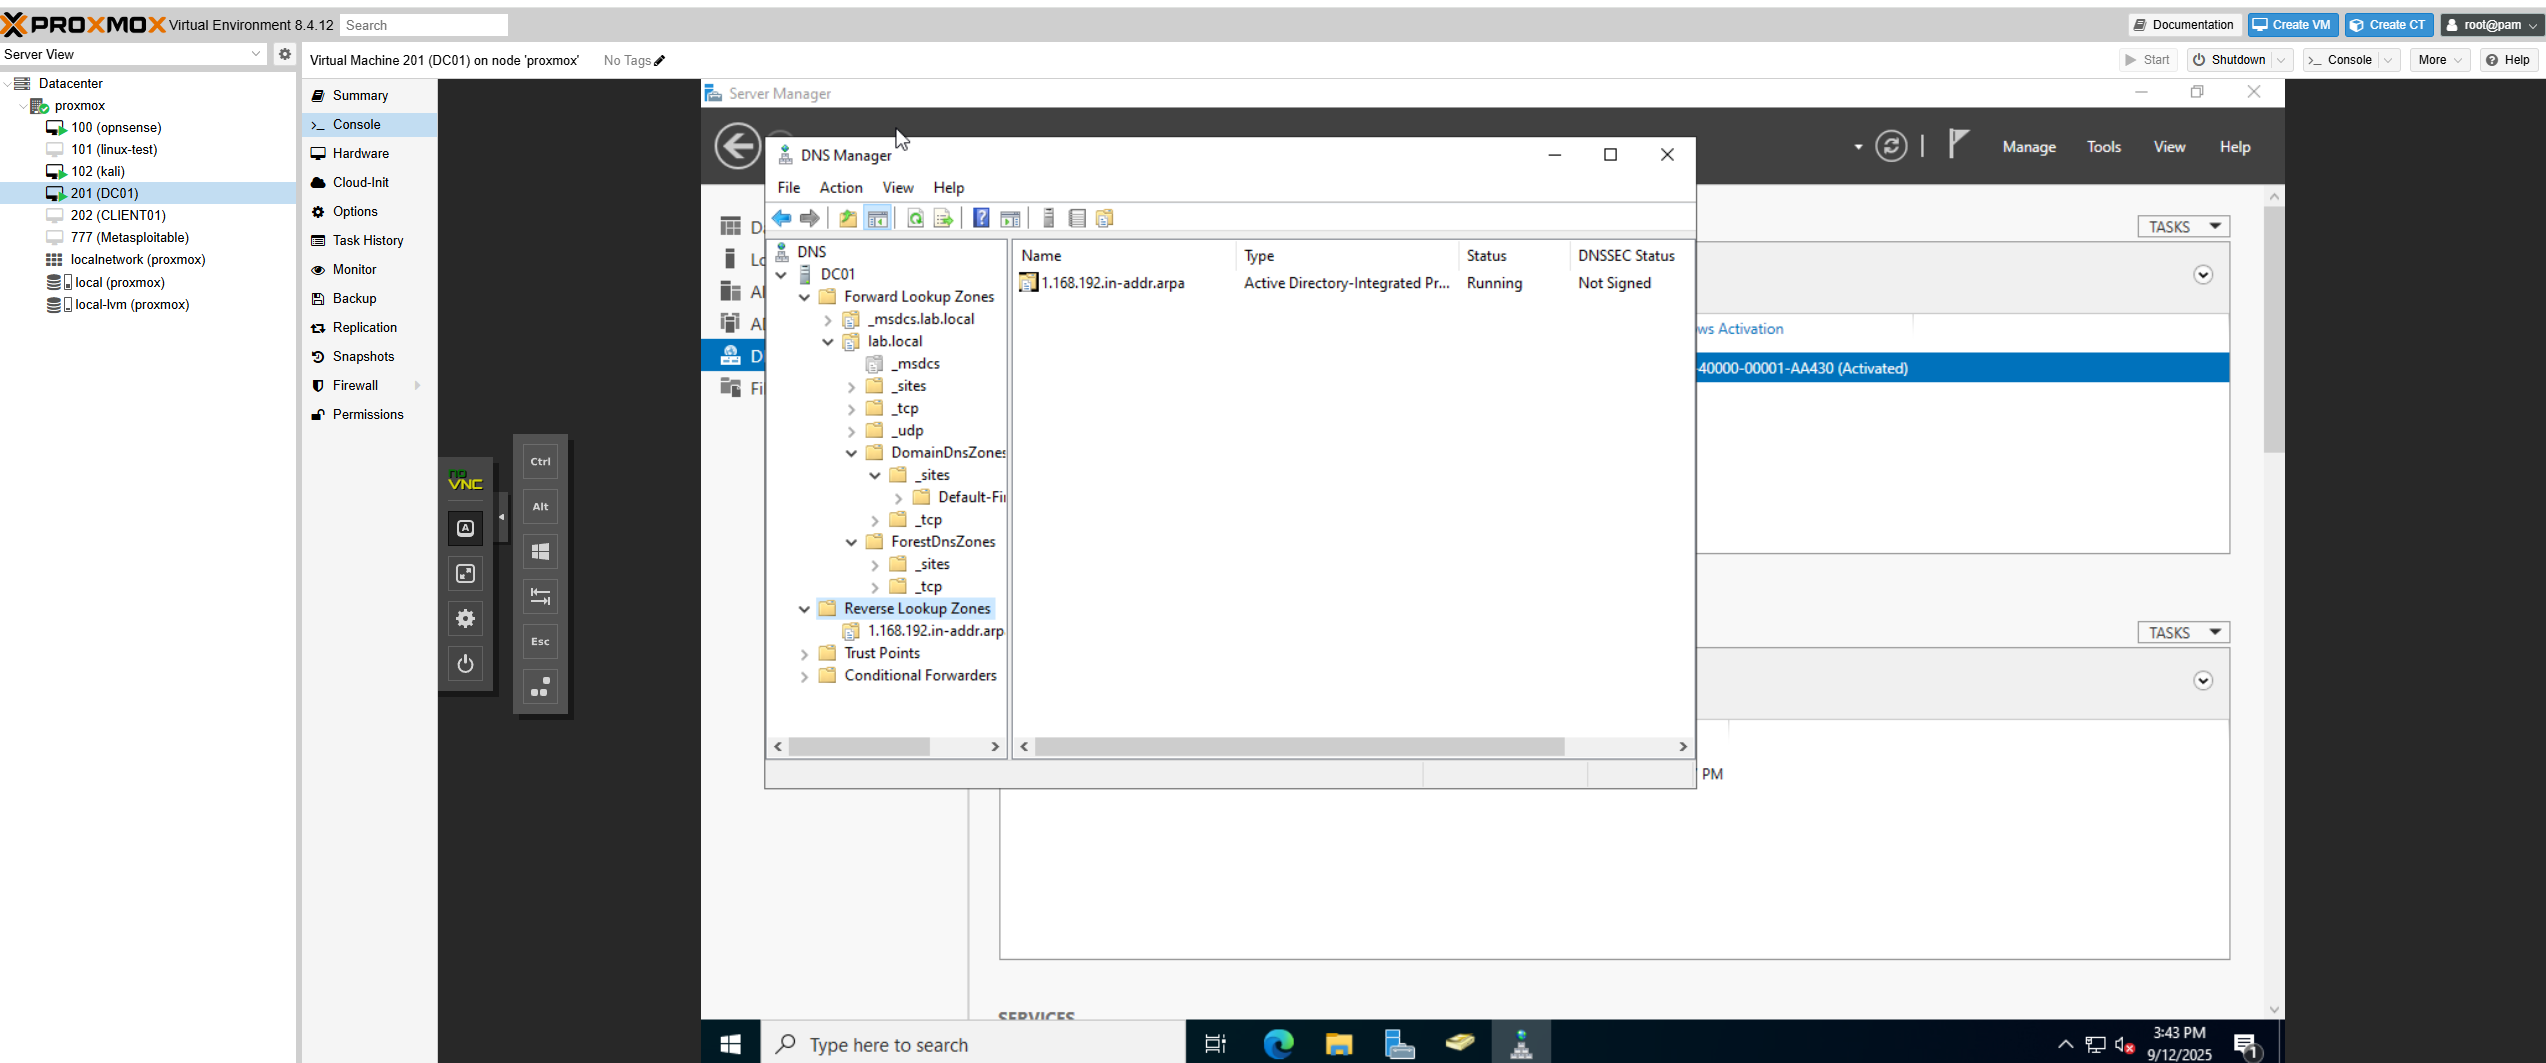 PROXMOX Virtual Environment 8.4.12 Search Documentation Create VM Create CT root@pam
Server View
Virtual Machine 201 (DC01) on node 'proxmox' No Tags Start Shutdown Console More Help
Datacenter
proxmox
100 (opnsense)
101 (linux-test)
102 (kali)
201 (DC01)
202 (CLIENT01)
777 (Metasploitable)
localnetwork (proxmox)
local (proxmox)
local-lvm (proxmox)
Summary
Console
Hardware
Cloud-Init
Options
Task History
Monitor
Backup
Replication
Snapshots
Firewall
Permissions
no
VNC
A
Ctrl
Alt
Esc
Server Manager
Manage Tools View Help
DNS Manager
File Action View Help
DNS
DC01
Forward Lookup Zones
_msdcs.lab.local
lab.local
_msdcs
_sites
_tcp
_udp
DomainDnsZones
_sites
Default-Fi
_tcp
ForestDnsZones
_sites
_tcp
Reverse Lookup Zones
1.168.192.in-addr.arp
Trust Points
Conditional Forwarders
Name Type Status DNSSEC Status
1.168.192.in-addr.arpa Active Directory-Integrated Pr... Running Not Signed
D
Lo
Al
Al
D
Fi
TASKS
ws Activation
-40000-00001-AA430 (Activated)
TASKS
PM
SERVICES
Type here to search
3:43 PM
9/12/2025
1